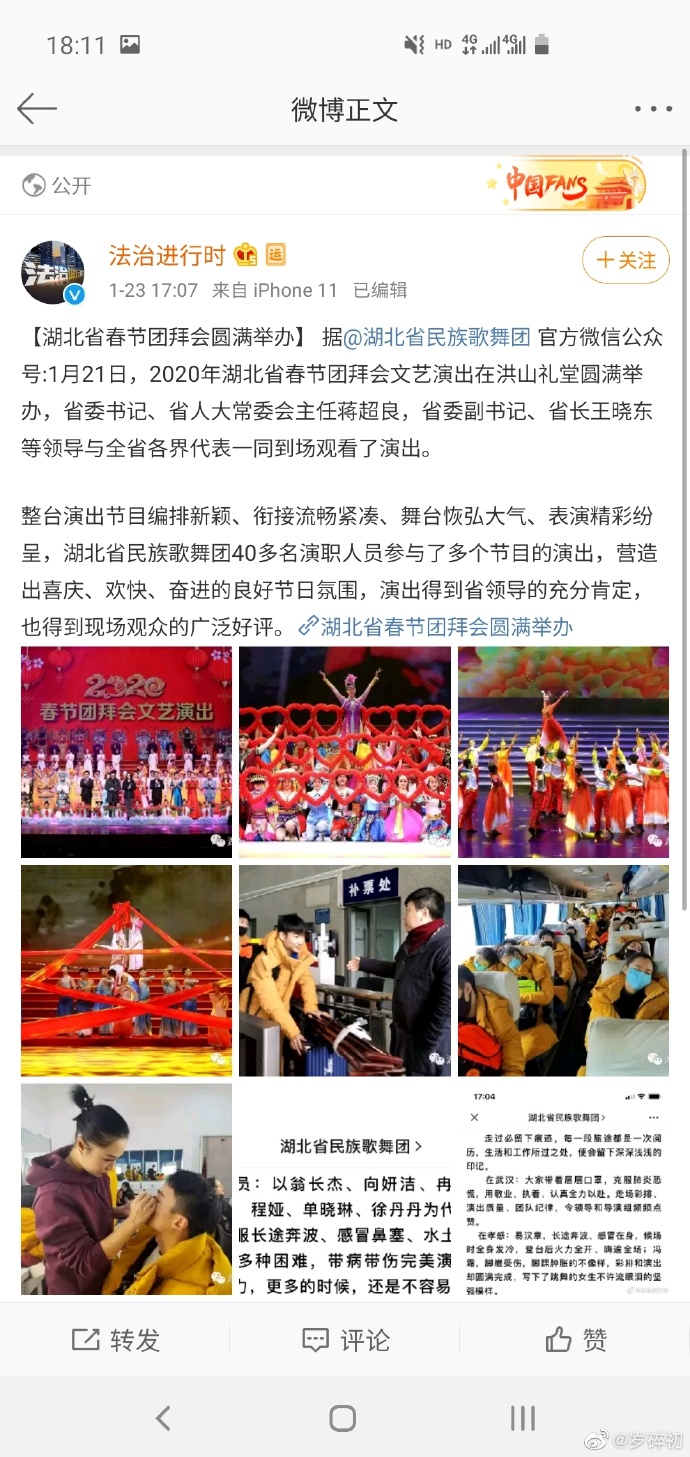 18:11
HD 4G 4G
微博正文
公开
中国FANS
法治
法治进行时 运
+关注
1-23 17:07 来自 iPhone 11 已编辑
【湖北省春节团拜会圆满举办】 据@湖北省民族歌舞团 官方微信公众
号:1月21日，2020年湖北省春节团拜会文艺演出在洪山礼堂圆满举
办，省委书记、省人大常委会主任蒋超良，省委副书记、省长王晓东
等领导与全省各界代表一同到场观看了演出。
整台演出节目编排新颖、衔接流畅紧凑、舞台恢弘大气、表演精彩纷
呈，湖北省民族歌舞团40多名演职人员参与了多个节目的演出，营造
出喜庆、欢快、奋进的良好节日氛围，演出得到省领导的充分肯定，
也得到现场观众的广泛好评。湖北省春节团拜会圆满举办
2020
春节团拜会文艺演出
补票处
湖北省民族歌舞团>
员：以翁长杰、向妍洁、冉
程娅、单晓琳、徐丹丹为代
服长途奔波、感冒鼻塞、水土
多种困难，带病带伤完美演
力，更多的时候，还是不容易
17:04
湖北省民族歌舞团>
走过必留下痕迹，每一段旅途都是一次阅
历，生活和工作所过之处，便会留下深深浅浅的
印记。
在武汉：大家带着层层口罩，克服肺炎恐
慌，用敬业、执着、认真全力以赴。走场彩排、
演出质量、团队纪律，令领导和导演组频频点
赞。
在孝感：易汉章，长途奔波、感冒在身，候场
时全身发冷，登台后火力全开、嗨遍全场；冯
霜，脚崴受伤，脚踝肿胀的不像样，彩排和演出
却圆满完成，写下了跳舞的女生不许流眼泪的坚
强模样。
转发
评论
赞
@岁碎初